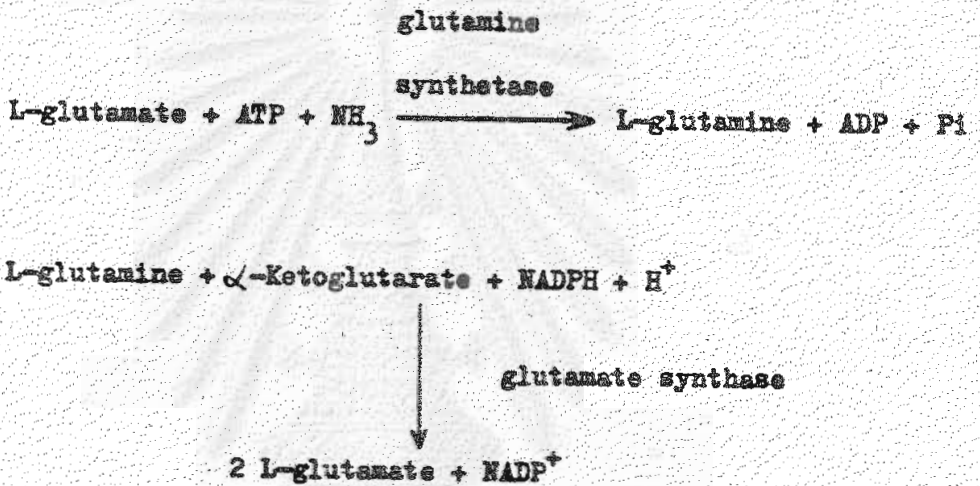 glutamine
synthetase
L-glutamate + ATP + NH₃ → L-glutamine + ADP + Pi
L-glutamine + α-Ketoglutarate + NADPH + H⁺
↓
glutamate synthase
2 L-glutamate + NADP⁺